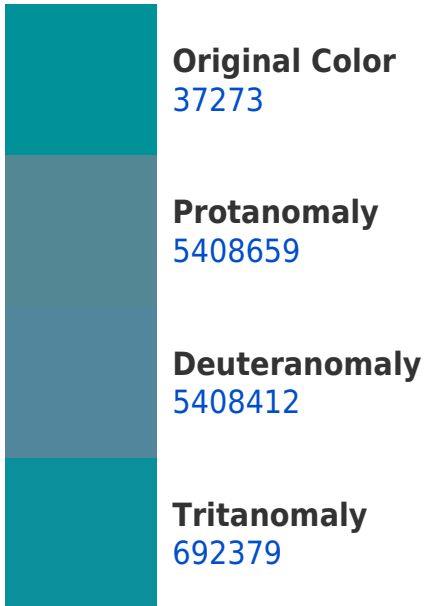 Original Color
37273
Protanomaly
5408659
Deuteranomaly
5408412
Tritanomaly
692379